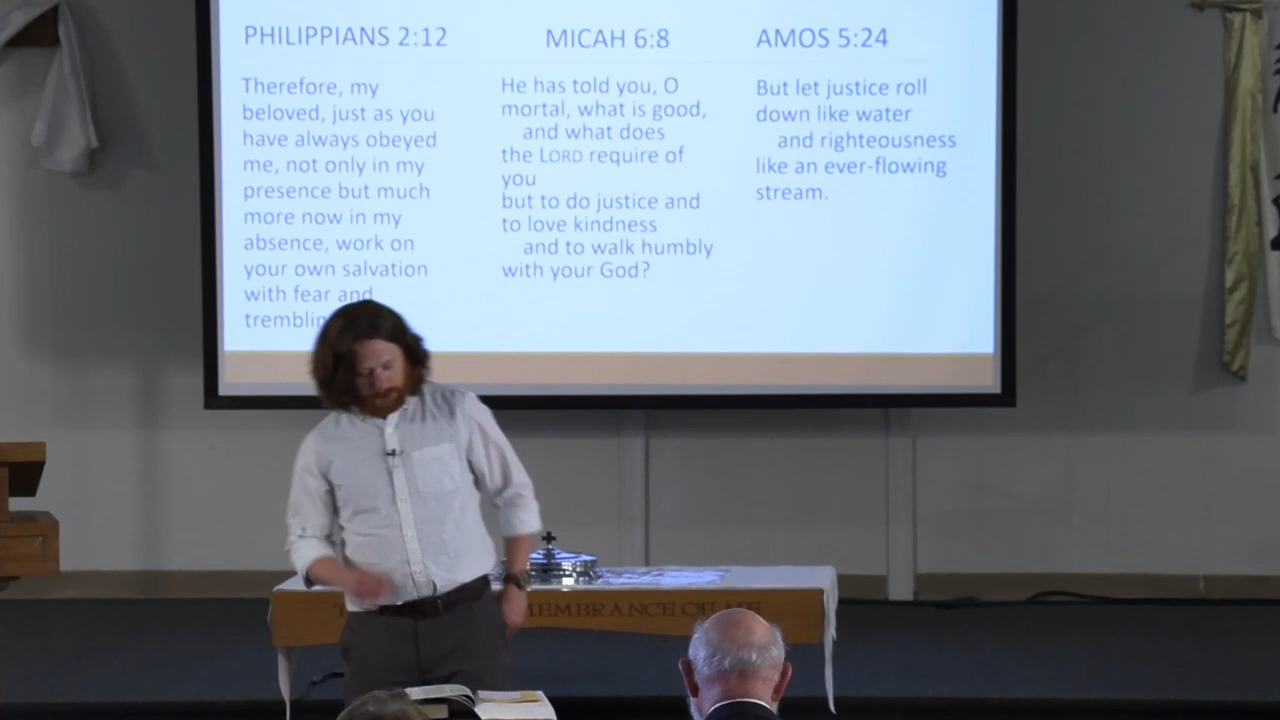 PHILIPPIANS 2:12
Therefore, my
beloved, just as you
have always obeyed
me, not only in my
presence but much
more now in my
absence, work on
your own salvation
with fear and
tremblin
MICAH 6:8
He has told you, O
mortal, what is good,
and what does
the LORD require of
you
but to do justice and
to love kindness
and to walk humbly
with your God?
AMOS 5:24
But let justice roll
down like water
and righteousness
like an ever-flowing
stream.
MEMBRANCE OF ME